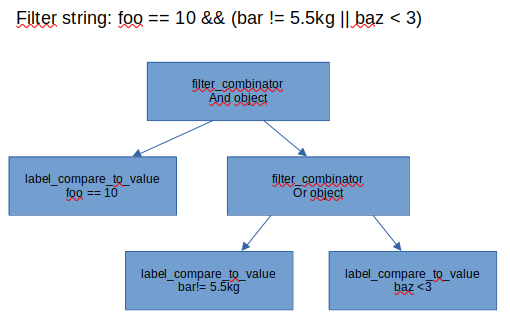 Filter string: foo == 10 && (bar != 5.5kg || baz < 3)
filter_combinator
And object
label_compare_to_value
foo == 10
filter_combinator
Or object
label_compare_to_value
bar!= 5.5kg
label_compare_to_value
baz <3